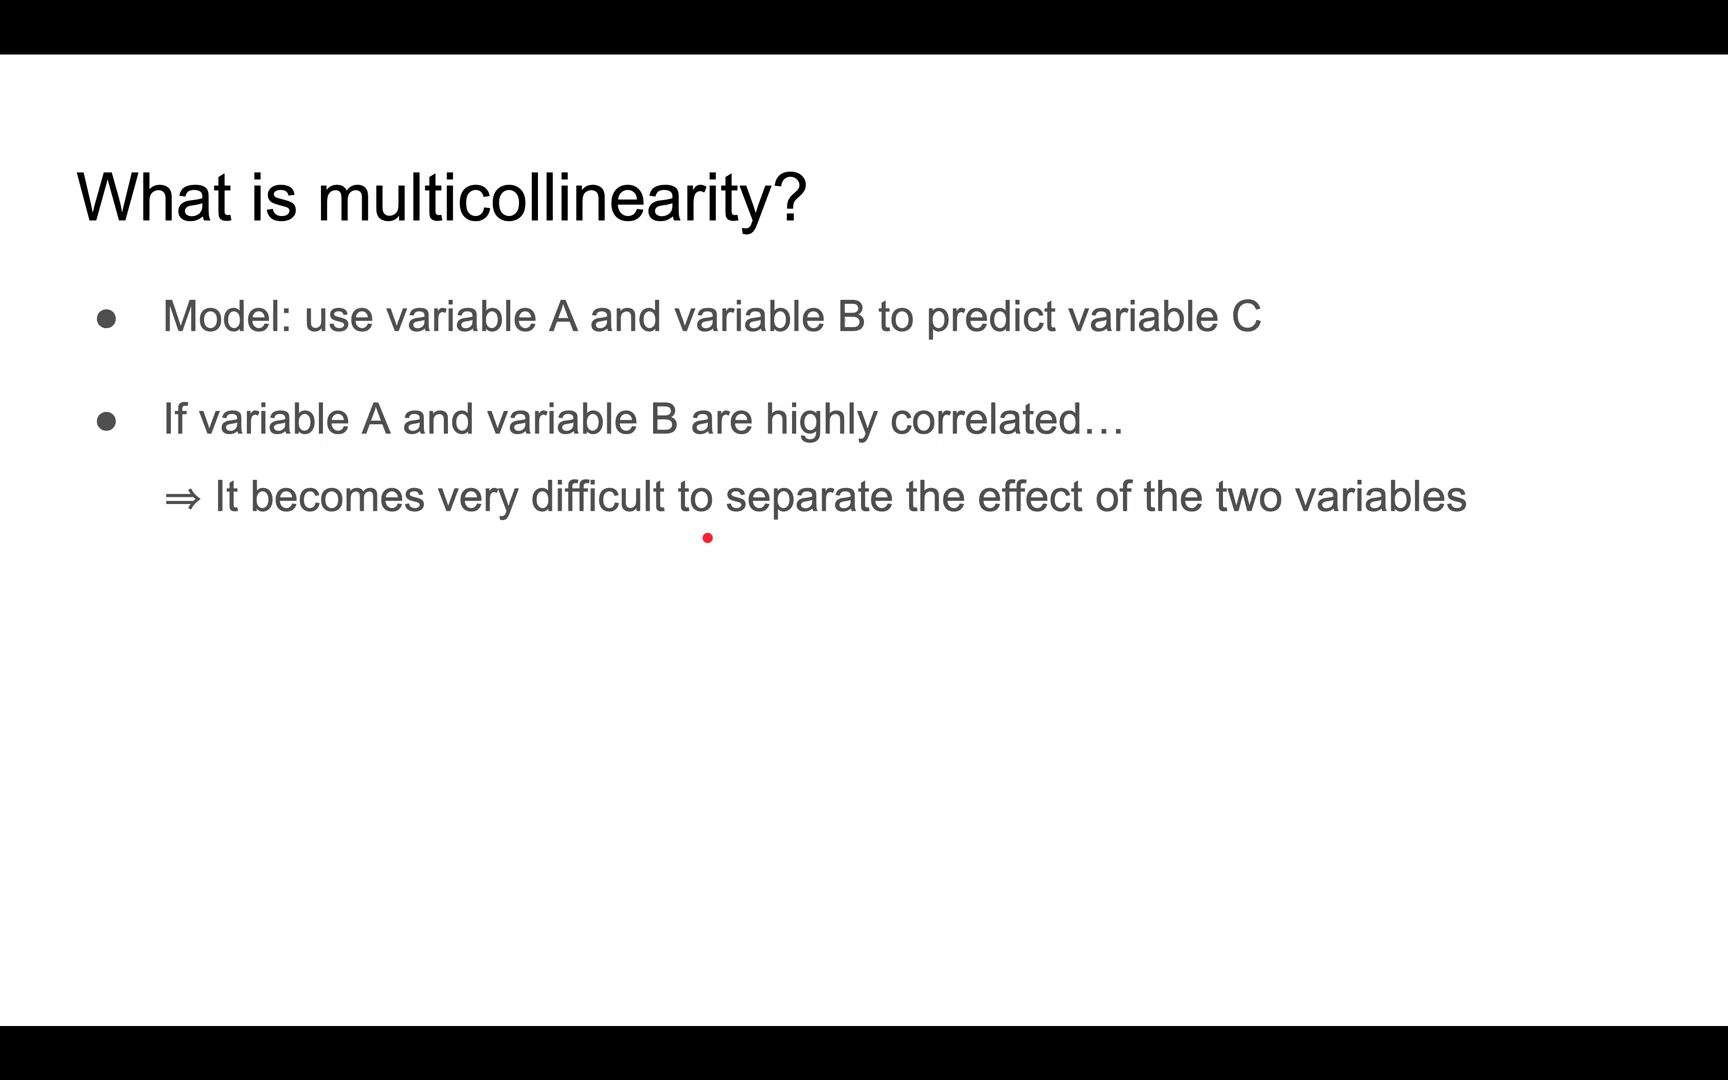 What is multicollinearity?
● Model: use variable A and variable B to predict variable C
● If variable A and variable B are highly correlated…
⇒ It becomes very difficult to separate the effect of the two variables